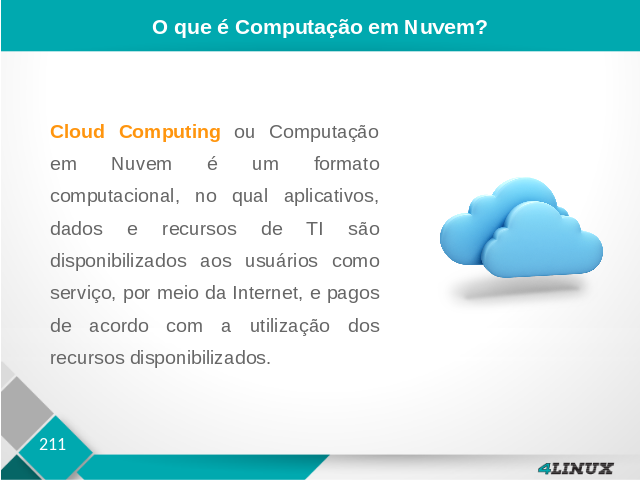 O que é Computação em Nuvem?
Cloud Computing ou Computação
em Nuvem é um formato
computacional, no qual aplicativos,
dados e recursos de TI são
disponibilizados aos usuários como
serviço, por meio da Internet, e pagos
de acordo com a utilização dos
recursos disponibilizados.
211
4LINUX